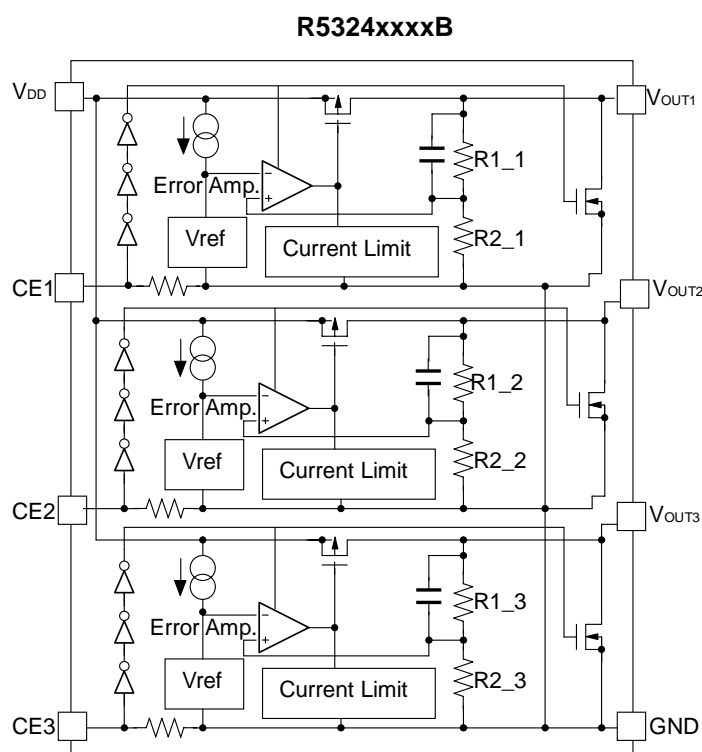 R5324xxxxB
VDD
VOUT1
R1_1
Error Amp.
−
+
Vref
Current Limit
R2_1
CE1
VOUT2
R1_2
Error Amp.
−
+
Vref
Current Limit
R2_2
CE2
VOUT3
R1_3
Error Amp.
−
+
Vref
Current Limit
R2_3
CE3
GND